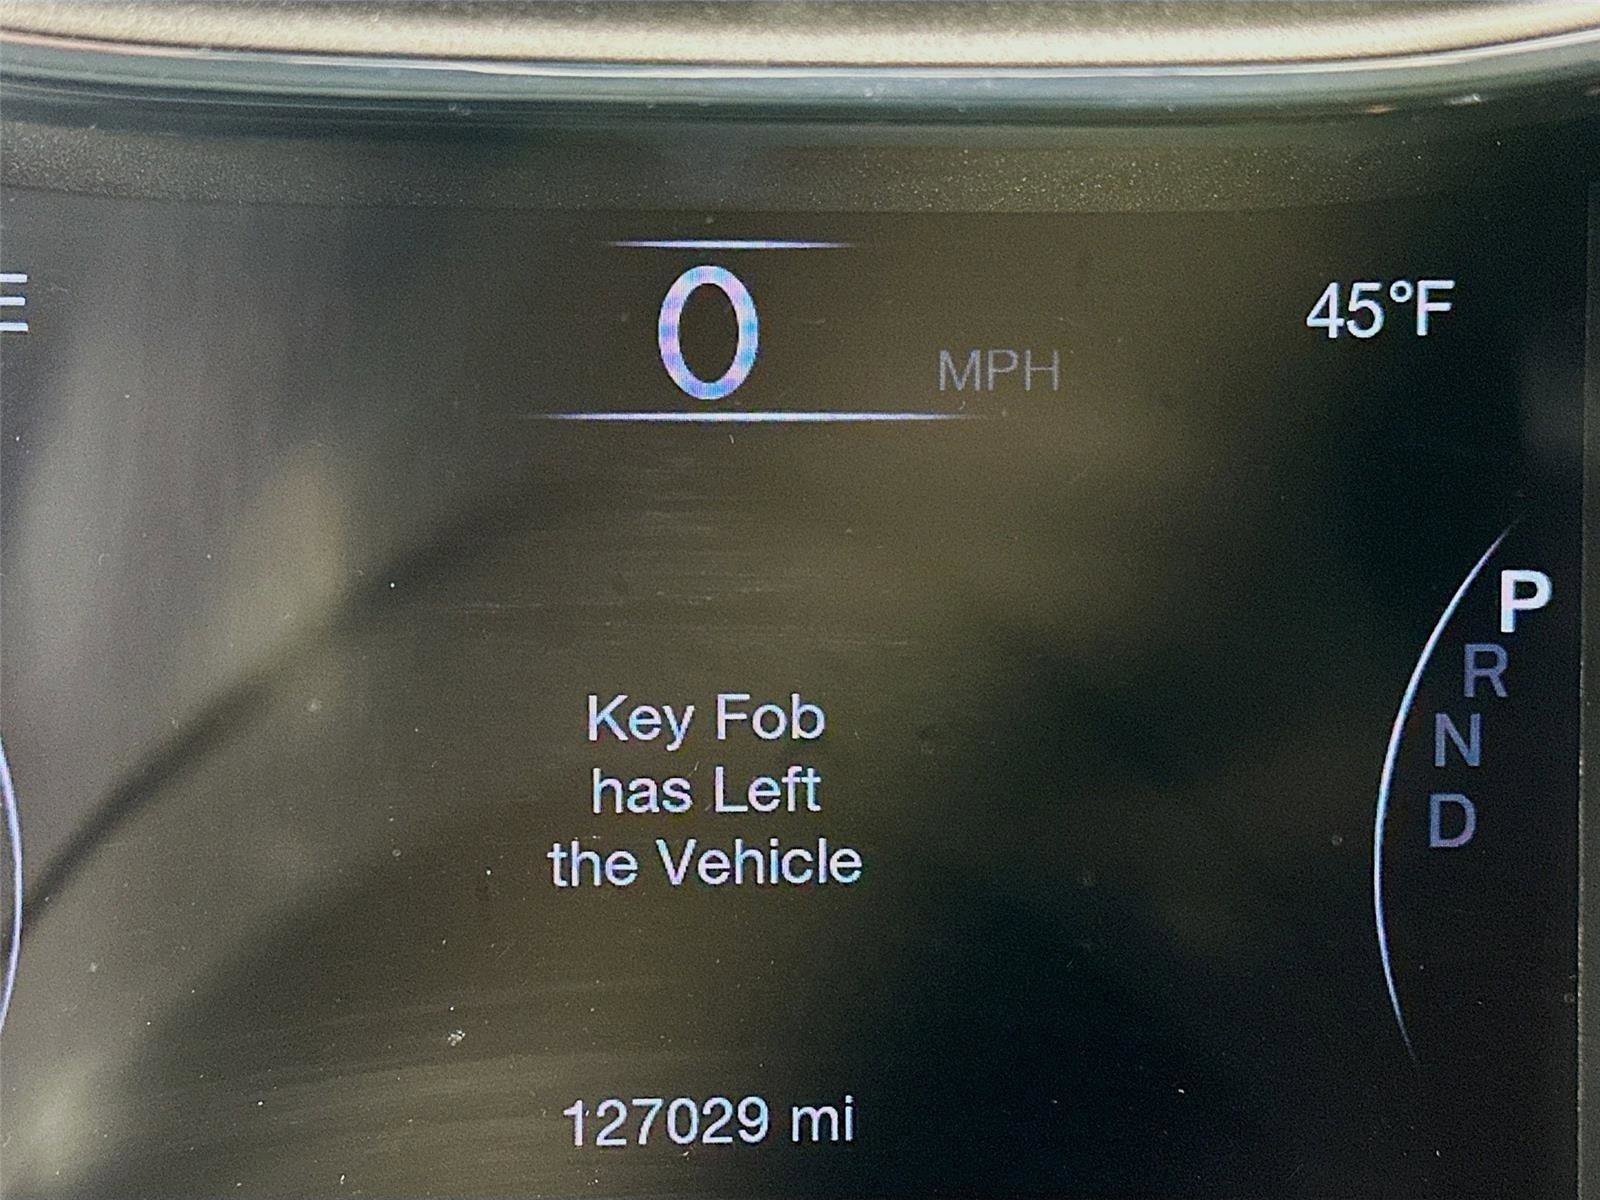 0 MPH
45°F
P
R
N
D
Key Fob
has Left
the Vehicle
127029 mi